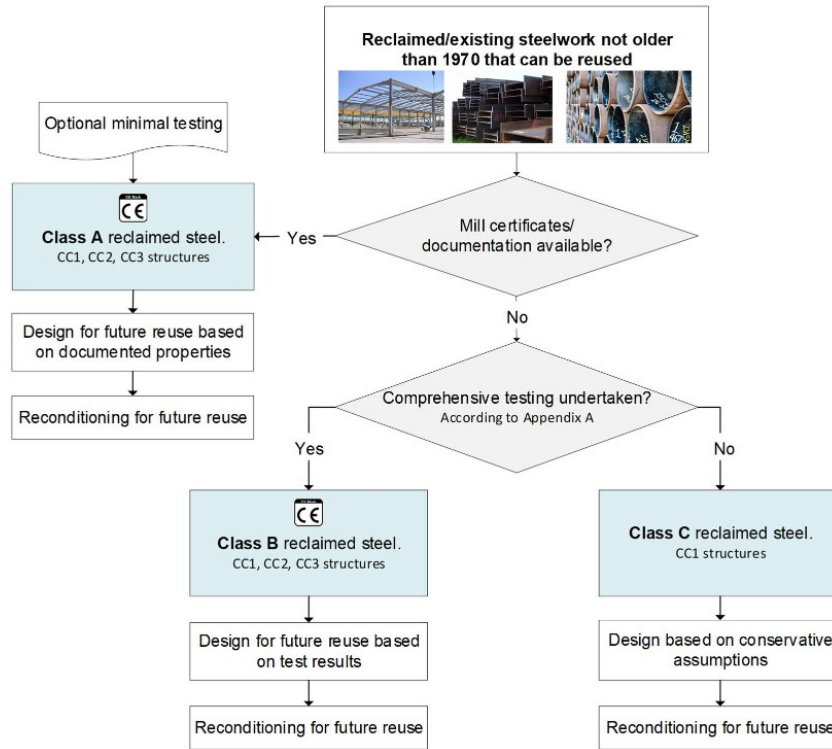 Reclaimed/existing steelwork not older
than 1970 that can be reused
Optional minimal testing
CE
Class A reclaimed steel.
CC1, CC2, CC3 structures
Yes
Mill certificates/
documentation available?
Design for future reuse based
on documented properties
No
Reconditioning for future reuse
Comprehensive testing undertaken?
According to Appendix A
Yes
No
CE
Class B reclaimed steel.
CC1, CC2, CC3 structures
Class C reclaimed steel.
CC1 structures
Design for future reuse based
on test results
Design based on conservative
assumptions
Reconditioning for future reuse
Reconditioning for future reuse